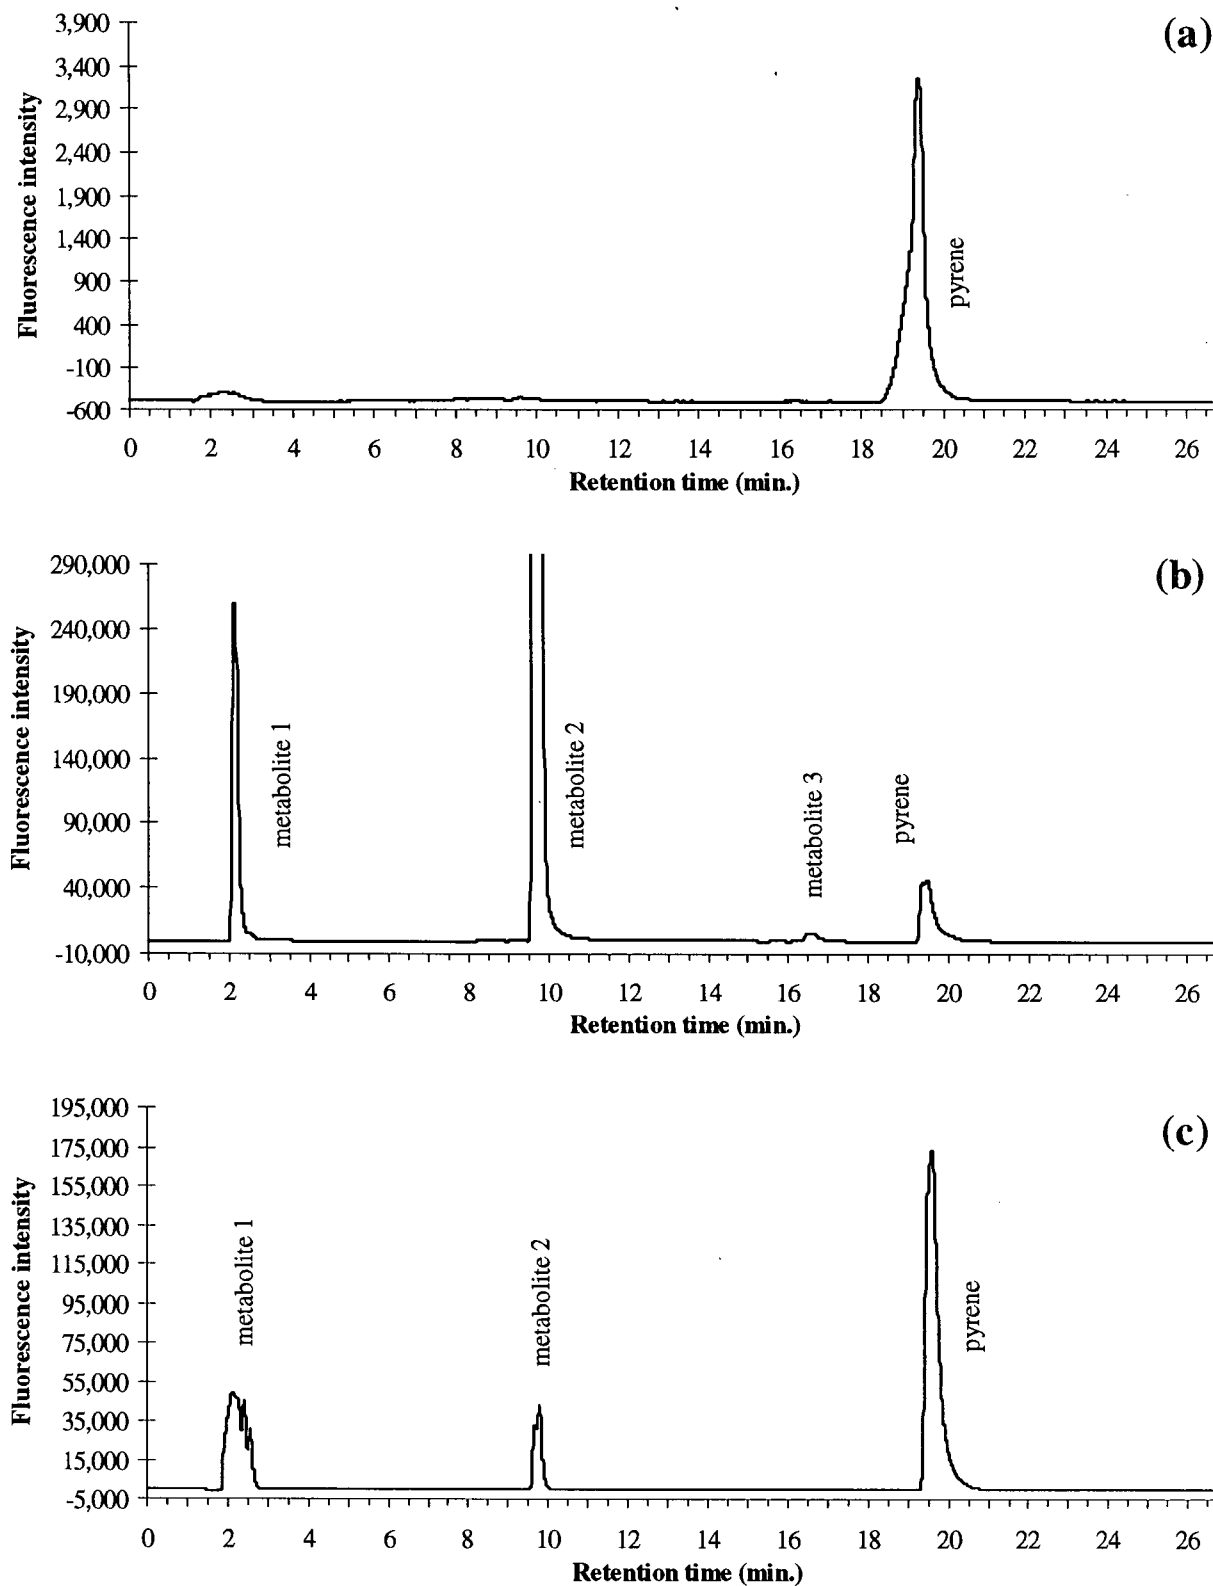 (a)
3,900
3,400
2,900
2,400
1,900
1,400
900
400
-100
-600
Fluorescence intensity
pyrene
0 2 4 6 8 10 12 14 16 18 20 22 24 26
Retention time (min.)
(b)
290,000
240,000
190,000
140,000
90,000
40,000
-10,000
Fluorescence intensity
metabolite 1
metabolite 2
metabolite 3
pyrene
0 2 4 6 8 10 12 14 16 18 20 22 24 26
Retention time (min.)
(c)
195,000
175,000
155,000
135,000
115,000
95,000
75,000
55,000
35,000
15,000
-5,000
Fluorescence intensity
metabolite 1
metabolite 2
pyrene
0 2 4 6 8 10 12 14 16 18 20 22 24 26
Retention time (min.)